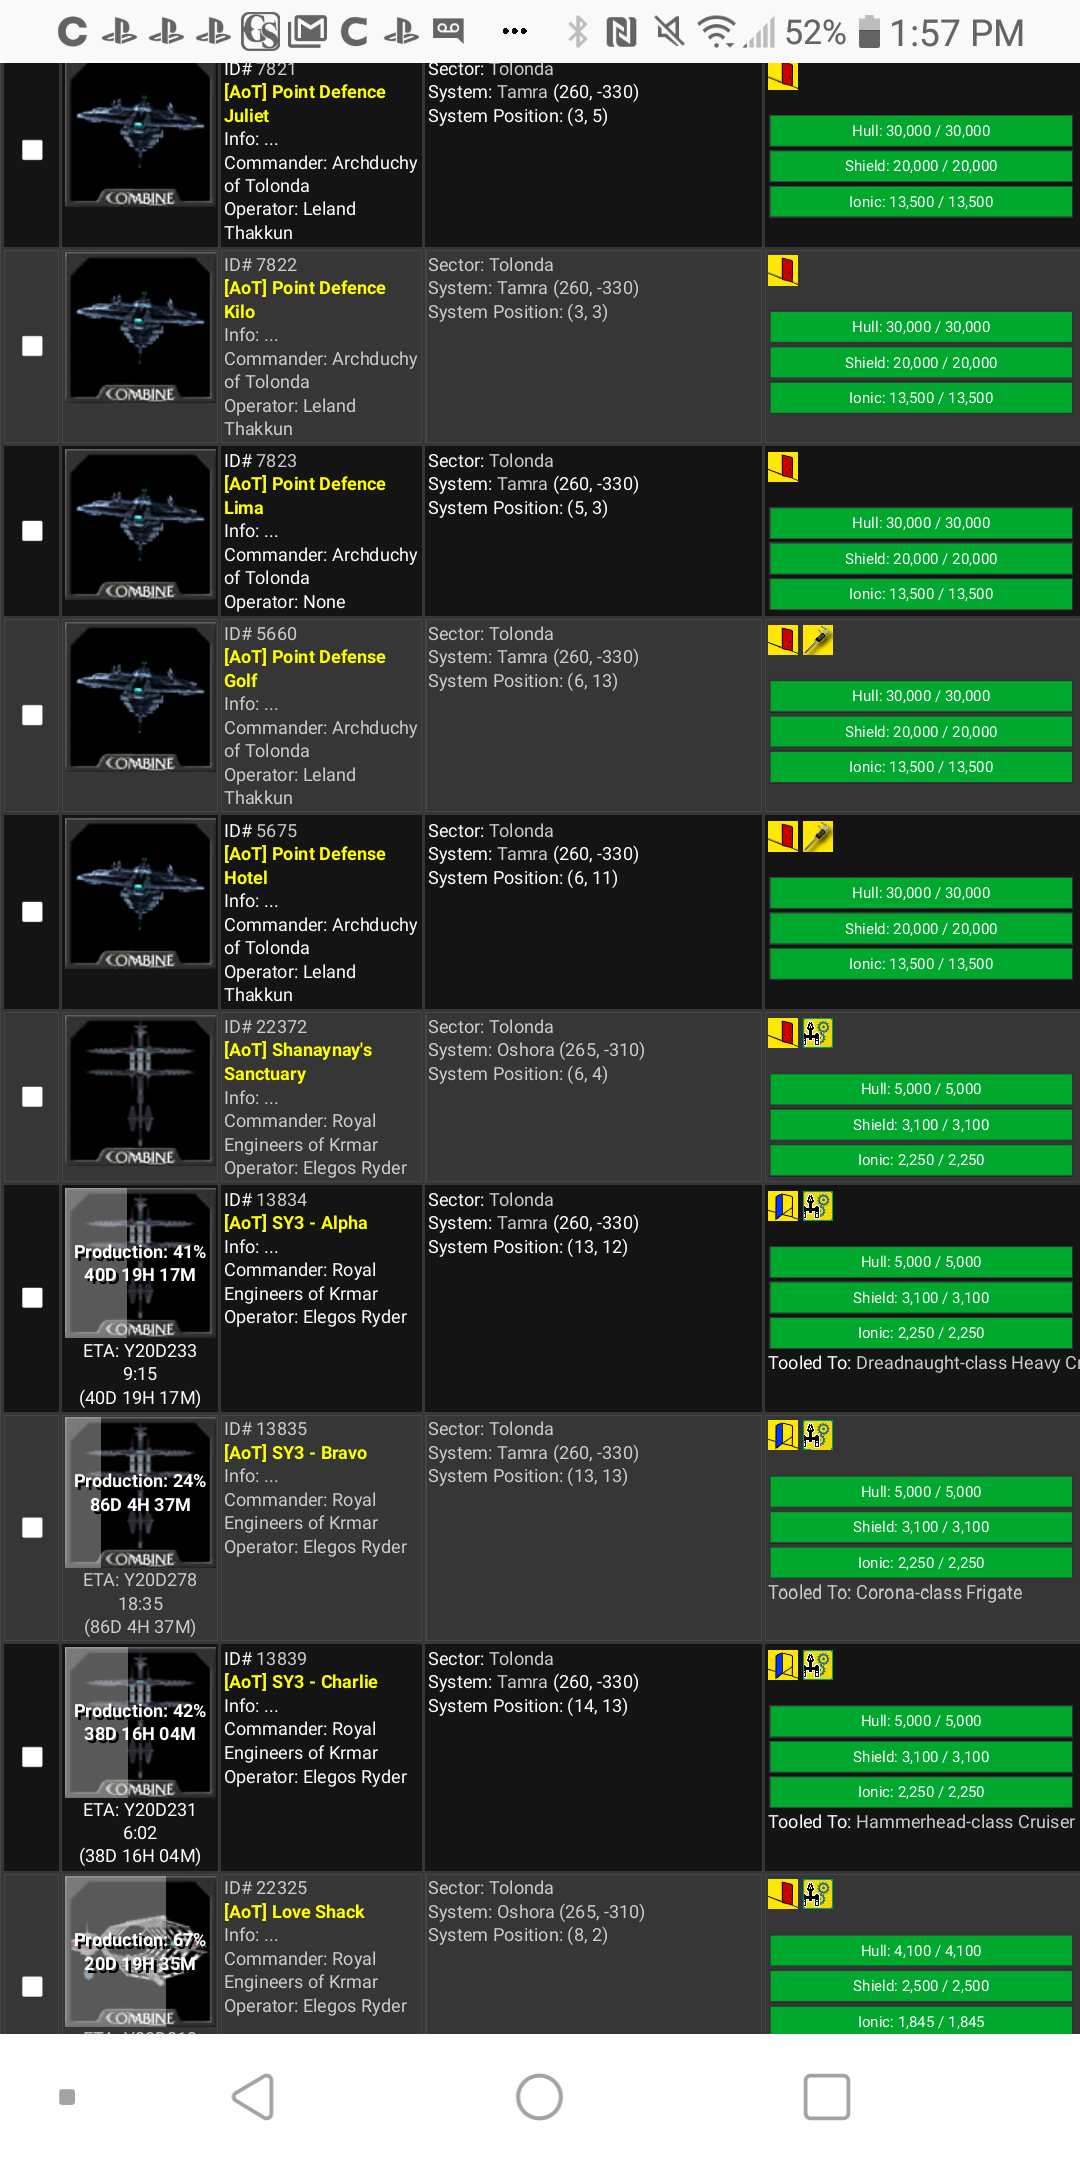 52% 1:57 PM
ID# 7821
[AoT] Point Defence
Juliet
Info: ...
Commander: Archduchy
of Tolonda
Operator: Leland
Thakkun
Sector: Tolonda
System: Tamra (260, -330)
System Position: (3, 5)
Hull: 30,000 / 30,000
Shield: 20,000 / 20,000
Ionic: 13,500 / 13,500
COMBINE
ID# 7822
[AoT] Point Defence
Kilo
Info: ...
Commander: Archduchy
of Tolonda
Operator: Leland
Thakkun
Sector: Tolonda
System: Tamra (260, -330)
System Position: (3, 3)
Hull: 30,000 / 30,000
Shield: 20,000 / 20,000
Ionic: 13,500 / 13,500
COMBINE
ID# 7823
[AoT] Point Defence
Lima
Info: ...
Commander: Archduchy
of Tolonda
Operator: None
Sector: Tolonda
System: Tamra (260, -330)
System Position: (5, 3)
Hull: 30,000 / 30,000
Shield: 20,000 / 20,000
Ionic: 13,500 / 13,500
COMBINE
ID# 5660
[AoT] Point Defense
Golf
Info: ...
Commander: Archduchy
of Tolonda
Operator: Leland
Thakkun
Sector: Tolonda
System: Tamra (260, -330)
System Position: (6, 13)
Hull: 30,000 / 30,000
Shield: 20,000 / 20,000
Ionic: 13,500 / 13,500
COMBINE
ID# 5675
[AoT] Point Defense
Hotel
Info: ...
Commander: Archduchy
of Tolonda
Operator: Leland
Thakkun
Sector: Tolonda
System: Tamra (260, -330)
System Position: (6, 11)
Hull: 30,000 / 30,000
Shield: 20,000 / 20,000
Ionic: 13,500 / 13,500
COMBINE
ID# 22372
[AoT] Shanaynay's
Sanctuary
Info: ...
Commander: Royal
Engineers of Krmar
Operator: Elegos Ryder
Sector: Tolonda
System: Oshora (265, -310)
System Position: (6, 4)
Hull: 5,000 / 5,000
Shield: 3,100 / 3,100
Ionic: 2,250 / 2,250
COMBINE
Production: 41%
40D 19H 17M
COMBINE
ETA: Y20D233
9:15
(40D 19H 17M)
ID# 13834
[AoT] SY3 - Alpha
Info: ...
Commander: Royal
Engineers of Krmar
Operator: Elegos Ryder
Sector: Tolonda
System: Tamra (260, -330)
System Position: (13, 12)
Hull: 5,000 / 5,000
Shield: 3,100 / 3,100
Ionic: 2,250 / 2,250
Tooled To: Dreadnaught-class Heavy
Production: 24%
86D 4H 37M
COMBINE
ETA: Y20D278
18:35
(86D 4H 37M)
ID# 13835
[AoT] SY3 - Bravo
Info: ...
Commander: Royal
Engineers of Krmar
Operator: Elegos Ryder
Sector: Tolonda
System: Tamra (260, -330)
System Position: (13, 13)
Hull: 5,000 / 5,000
Shield: 3,100 / 3,100
Ionic: 2,250 / 2,250
Tooled To: Corona-class Frigate
Production: 42%
38D 16H 04M
COMBINE
ETA: Y20D231
6:02
(38D 16H 04M)
ID# 13839
[AoT] SY3 - Charlie
Info: ...
Commander: Royal
Engineers of Krmar
Operator: Elegos Ryder
Sector: Tolonda
System: Tamra (260, -330)
System Position: (14, 13)
Hull: 5,000 / 5,000
Shield: 3,100 / 3,100
Ionic: 2,250 / 2,250
Tooled To: Hammerhead-class Cruiser
Production: 67%
20D 19H 35M
COMBINE
ID# 22325
[AoT] Love Shack
Info: ...
Commander: Royal
Engineers of Krmar
Operator: Elegos Ryder
Sector: Tolonda
System: Oshora (265, -310)
System Position: (8, 2)
Hull: 4,100 / 4,100
Shield: 2,500 / 2,500
Ionic: 1,845 / 1,845